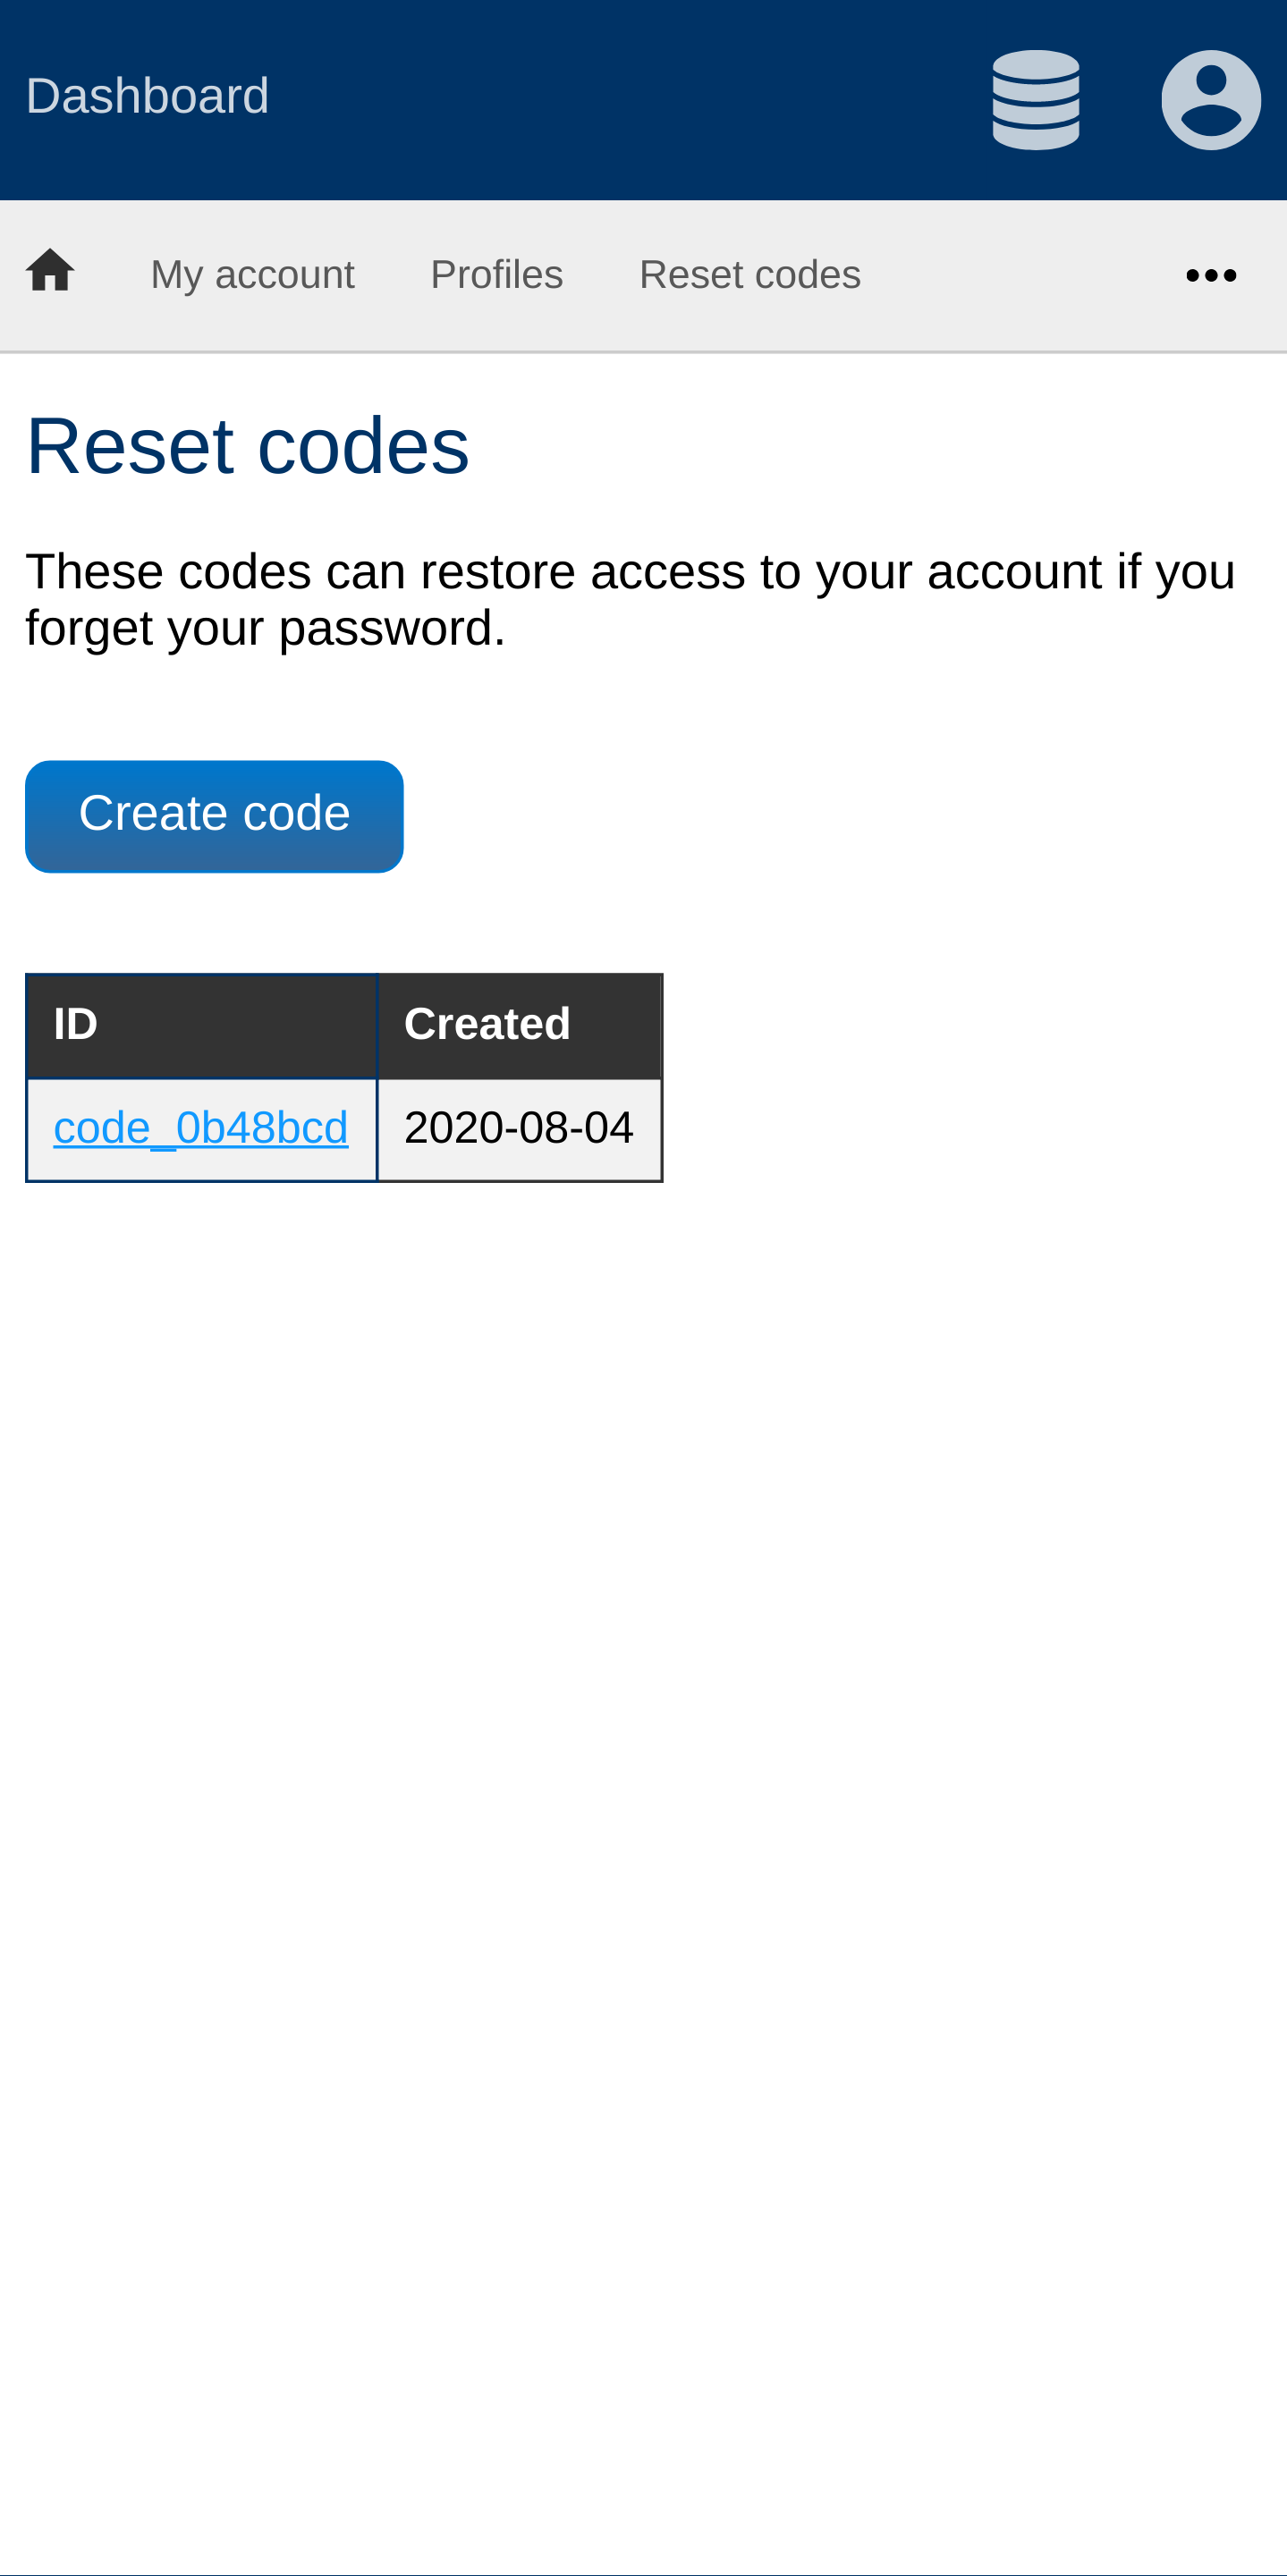 Dashboard
My account Profiles Reset codes
Reset codes
These codes can restore access to your account if you
forget your password.
Create code
ID Created
code_0b48bcd 2020-08-04